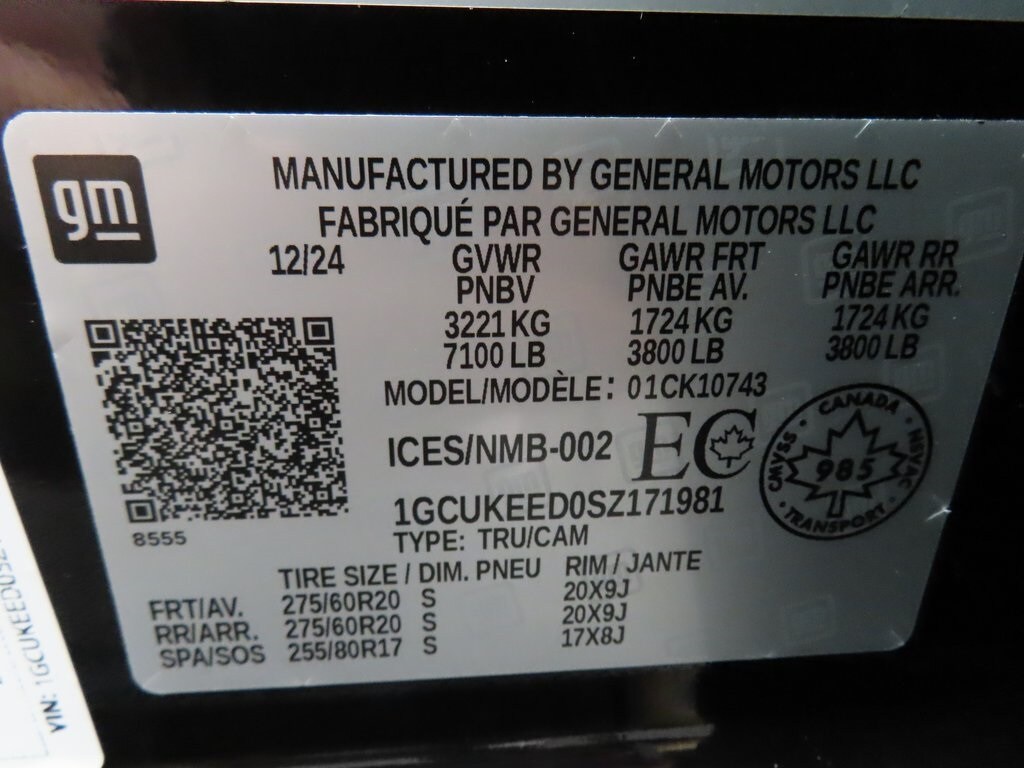 gm
MANUFACTURED BY GENERAL MOTORS LLC
FABRIQUÉ PAR GENERAL MOTORS LLC
12/24 GVWR GAWR FRT GAWR RR
PNBV PNBE AV. PNBE ARR.
3221 KG 1724 KG 1724 KG
7100 LB 3800 LB 3800 LB
MODEL/MODÈLE: 01CK10743
ICES/NMB-002 EC
CANADA
CMVSS 985 NSVAC
TRANSPORT
1GCUKEED0SZ171981
8555
TYPE: TRU/CAM
TIRE SIZE / DIM. PNEU RIM / JANTE
FRT/AV. 275/60R20 S 20X9J
RR/ARR. 275/60R20 S 20X9J
SPA/SOS 255/80R17 S 17X8J
VIN: